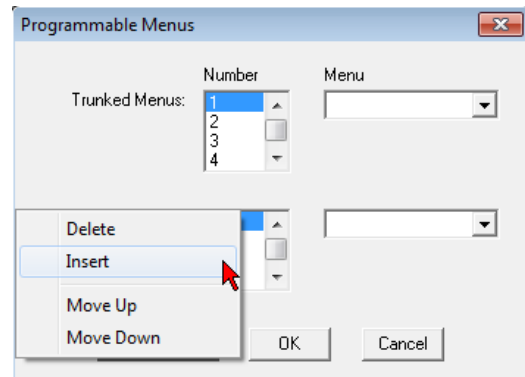 Programmable Menus
Number Menu
Trunked Menus:
1
2
3
4
Delete
Insert
Move Up
Move Down
OK Cancel